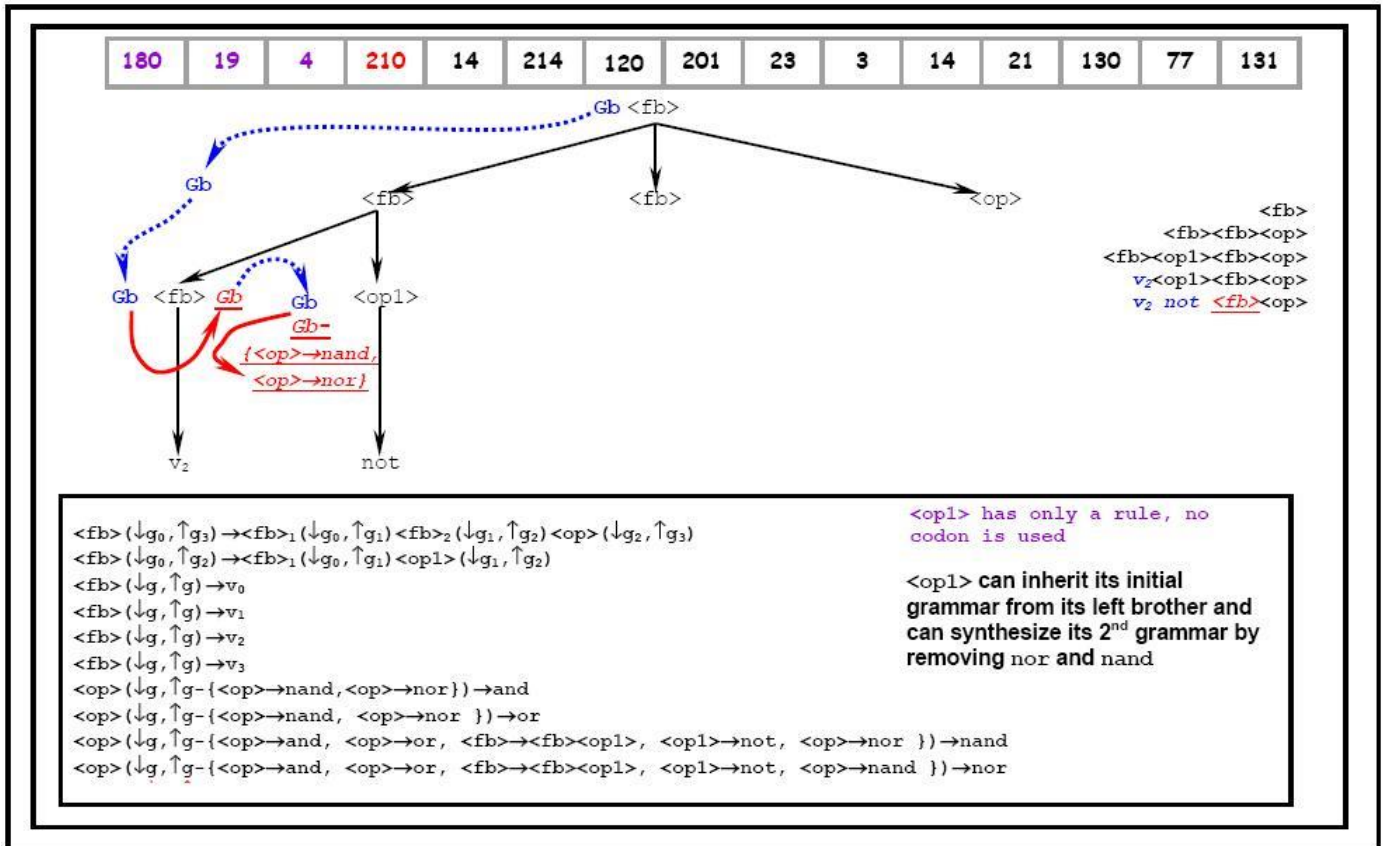 180 19 4 210 14 214 120 201 23 3 14 21 130 77 131
Gb <fb>
Gb
<fb> <fb> <op>
<fb>
<fb><fb><op>
<fb><op1><fb><op>
v₂<op1><fb><op>
v₂ not <fb><op>
Gb <fb> Gb Gb <op1>
Gb-
{<op>→nand,
<op>→nor}
v₂ not
<fb>(↓g₀,↑g₃)→<fb>₁(↓g₀,↑g₁)<fb>₂(↓g₁,↑g₂)<op>(↓g₂,↑g₃)
<fb>(↓g₀,↑g₂)→<fb>₁(↓g₀,↑g₁)<op1>(↓g₁,↑g₂)
<fb>(↓g,↑g)→v₀
<fb>(↓g,↑g)→v₁
<fb>(↓g,↑g)→v₂
<fb>(↓g,↑g)→v₃
<op>(↓g,↑g-{<op>→nand,<op>→nor})→and
<op>(↓g,↑g-{<op>→nand, <op>→nor })→or
<op>(↓g,↑g-{<op>→and, <op>→or, <fb>→<fb><op1>, <op1>→not, <op>→nor })→nand
<op>(↓g,↑g-{<op>→and, <op>→or, <fb>→<fb><op1>, <op1>→not, <op>→nand })→nor
<op1> has only a rule, no
codon is used
<op1> can inherit its initial
grammar from its left brother and
can synthesize its 2nd grammar by
removing nor and nand